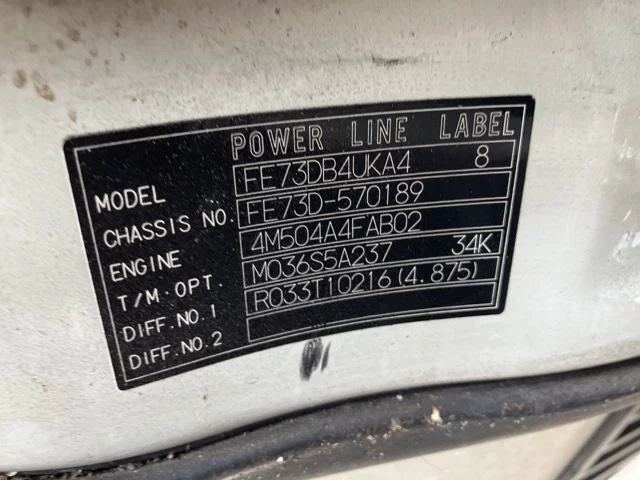 POWER LINE LABEL
MODEL FE73DB4UKA4 8
CHASSIS NO. FE73D-570189
ENGINE 4M504A4FAB02
T/M·OPT. M036S5A237 34K
DIFF.NO.1 R033T10216(4.875)
DIFF.NO.2